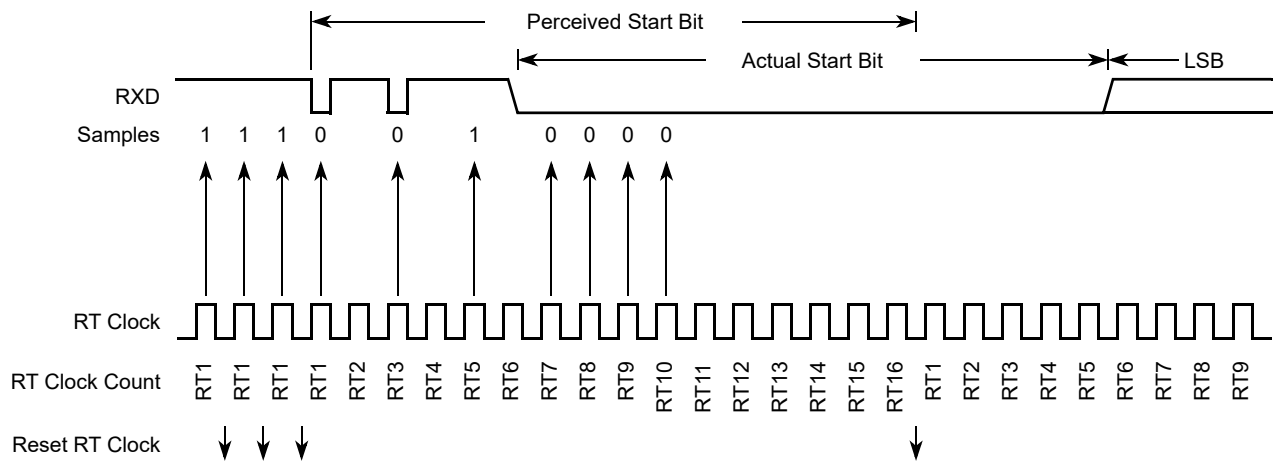 Perceived Start Bit
Actual Start Bit
LSB
RXD
Samples 1 1 1 0 0 1 0 0 0 0
RT Clock
RT Clock Count RT1 RT1 RT1 RT1 RT2 RT3 RT4 RT5 RT6 RT7 RT8 RT9 RT10 RT11 RT12 RT13 RT14 RT15 RT16 RT1 RT2 RT3 RT4 RT5 RT6 RT7 RT8 RT9
Reset RT Clock